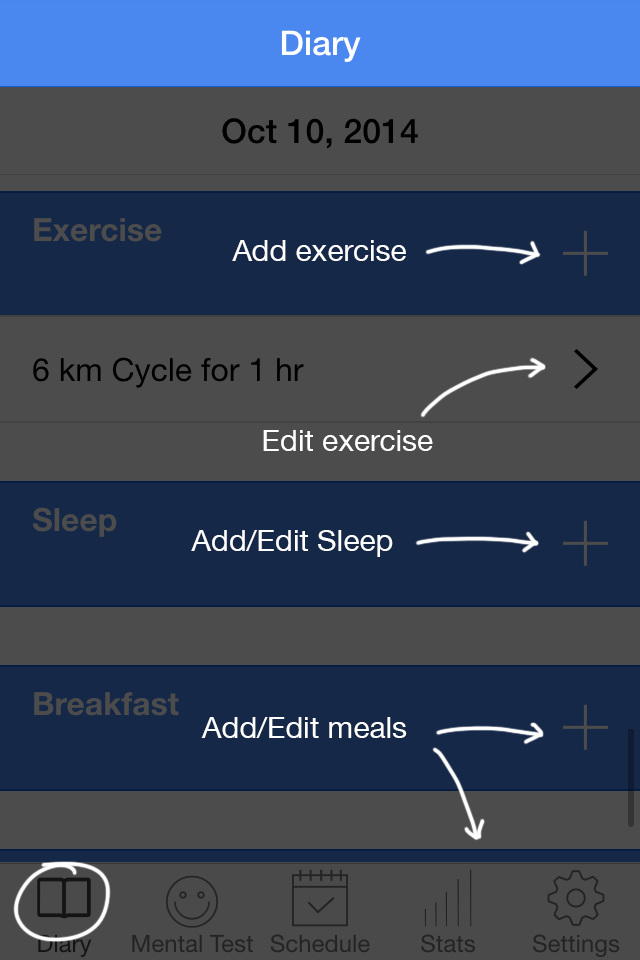 Diary
Oct 10, 2014
Exercise
Add exercise
6 km Cycle for 1 hr
Edit exercise
Sleep
Add/Edit Sleep
Breakfast
Add/Edit meals
Diary
Mental Test
Schedule
Stats
Settings